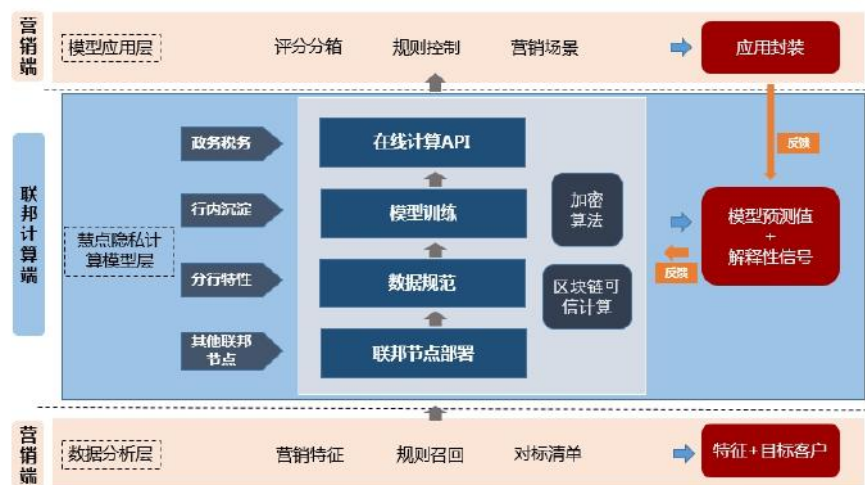 营销端
模型应用层
评分分箱
规则控制
营销场景
应用封装
反馈
联邦计算端
慧点隐私计
算模型层
政务税务
行内沉淀
分行特性
其他联邦
节点
在线计算API
模型训练
数据规范
联邦节点部署
加密
算法
区块链可
信计算
反馈
模型预测值
+
解释性信号
营销端
数据分析层
营销特征
规则召回
对标清单
特征+目标客户